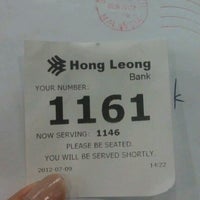 Hong Leong
Bank
YOUR NUMBER:
1161
NOW SERVING: 1146
PLEASE BE SEATED.
YOU WILL BE SERVED SHORTLY.
2012-07-09 14:22
k